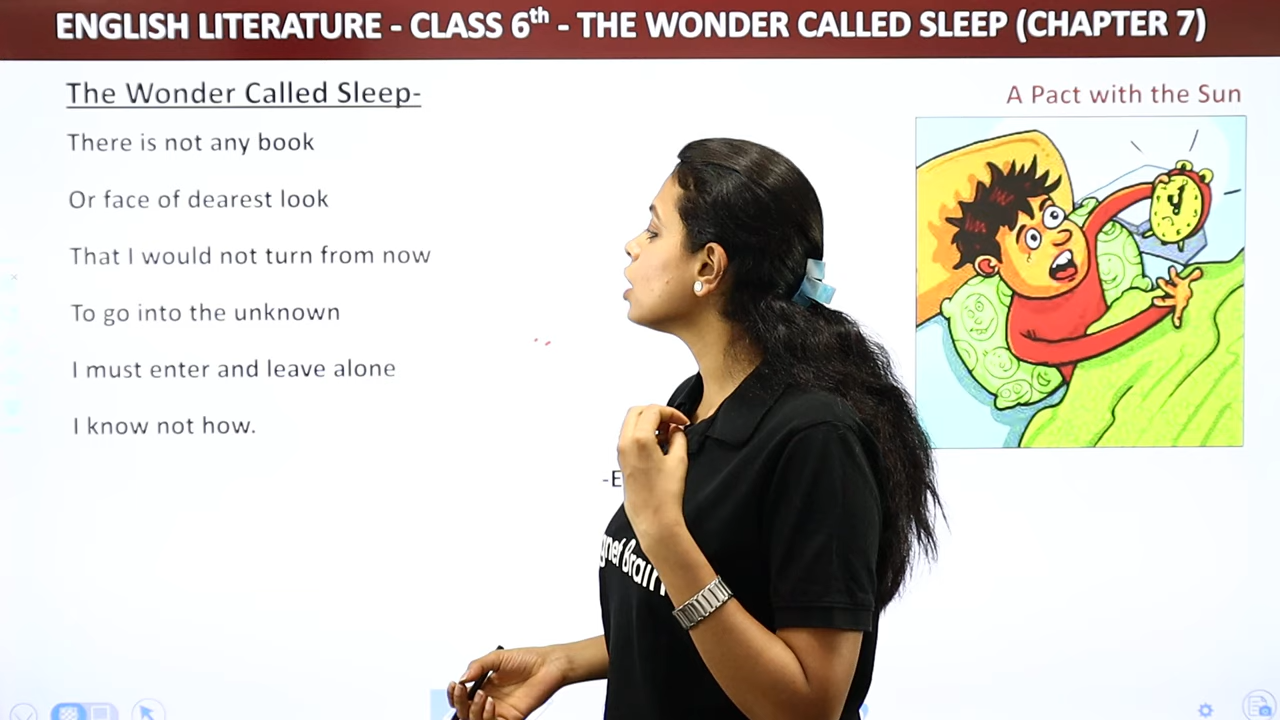 ENGLISH LITERATURE - CLASS 6th - THE WONDER CALLED SLEEP (CHAPTER 7)
The Wonder Called Sleep-
A Pact with the Sun
There is not any book
Or face of dearest look
That I would not turn from now
To go into the unknown
I must enter and leave alone
I know not how.
-E
gnet Brain